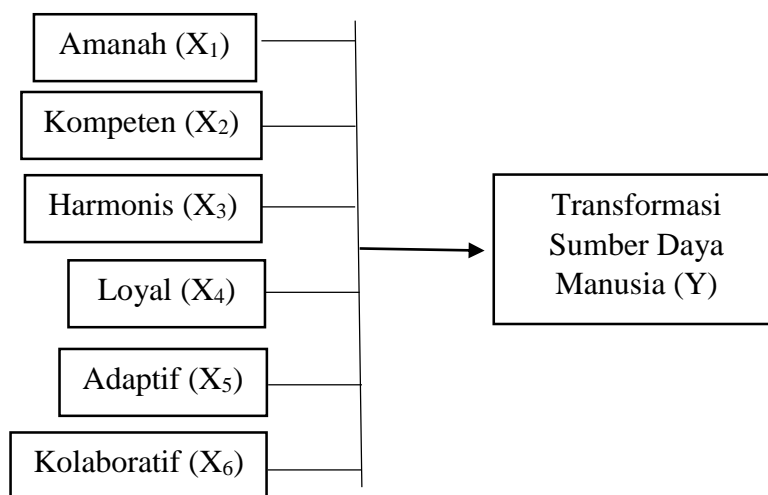 Amanah (X₁)
Kompeten (X₂)
Harmonis (X₃)
Loyal (X₄)
Adaptif (X₅)
Kolaboratif (X₆)
Transformasi
Sumber Daya
Manusia (Y)